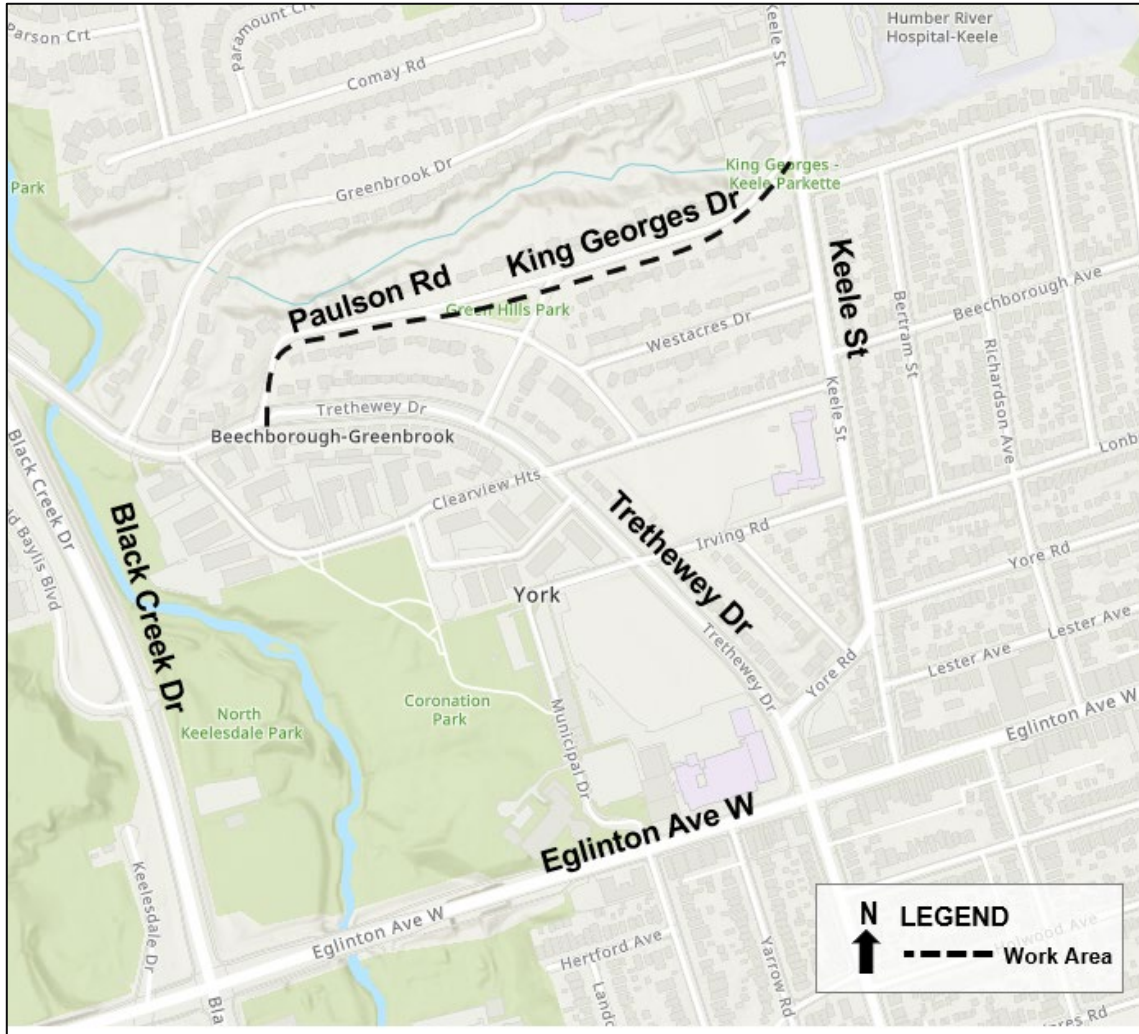 Parson Crt
Paramount Crt
Comay Rd
Keele St
Humber River
Hospital-Keele
Park
Greenbrook Dr
King Georges -
Keele Parkette
King Georges Dr
Paulson Rd
Green Hills Park
Keele St
Westacres Dr
Bertram St
Beechborough Ave
Richardson Ave
Trethewey Dr
Beechborough-Greenbrook
Keele St
Clearview Hts
Black Creek Dr
Trethewey Dr
Irving Rd
Yore Rd
Black Creek Dr
York
Trethewey Dr
Yore Rd
Lester Ave
Lester Ave
Coronation
Park
North
Keelesdale Park
Municipal Dr
Eglinton Ave W
Eglinton Ave W
Keelesdale Dr
Eglinton Ave W
Hertford Ave
Yarrow Rd
N LEGEND
Work Area